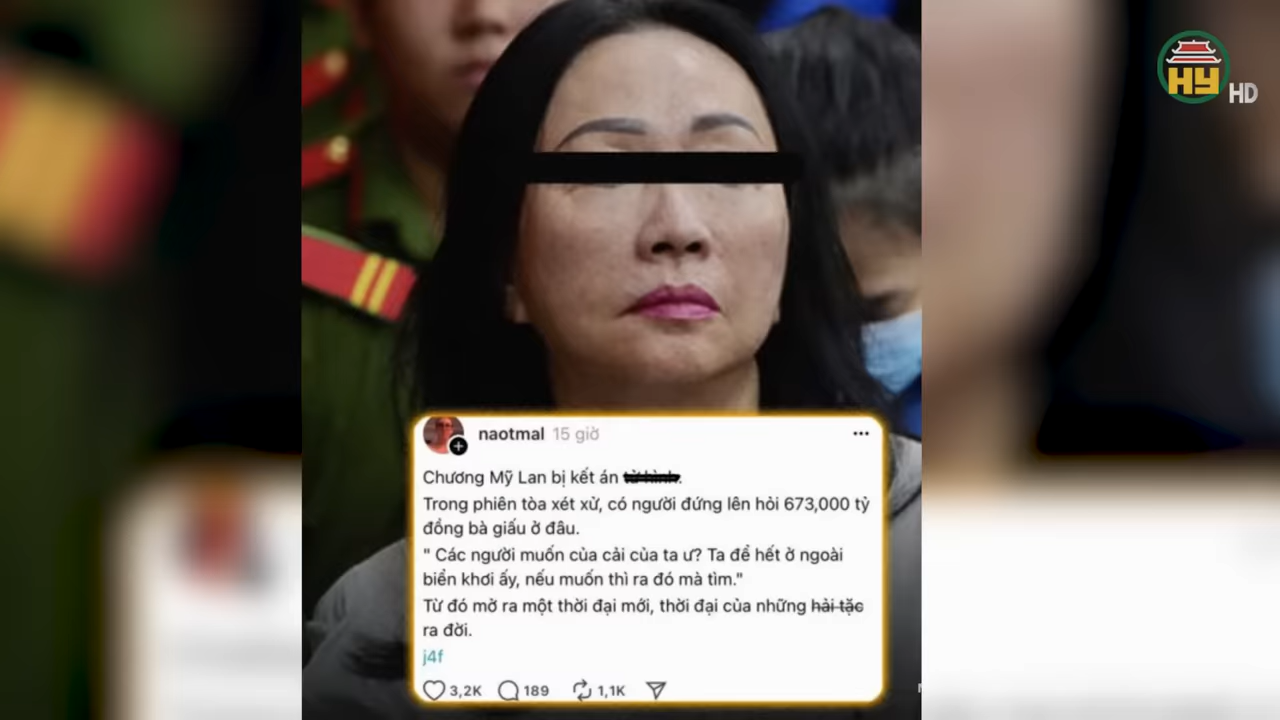 HY HD
naotmal 15 giờ
Chương Mỹ Lan bị kết án tử hình.
Trong phiên tòa xét xử, có người đứng lên hỏi 673,000 tỷ
đồng bà giấu ở đâu.
" Các người muốn của cải của ta ư? Ta để hết ở ngoài
biển khơi ấy, nếu muốn thì ra đó mà tìm."
Từ đó mở ra một thời đại mới, thời đại của những hải tặc
ra đời.
j4f
3,2K 189 1,1K